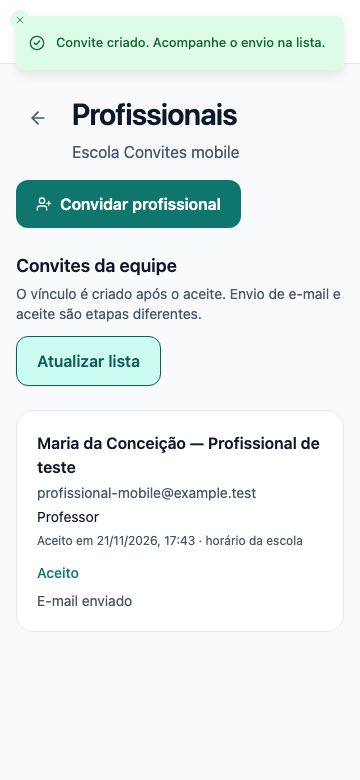 Convite criado. Acompanhe o envio na lista.
Profissionais
Escola Convites mobile
Convidar profissional
Convites da equipe
O vínculo é criado após o aceite. Envio de e-mail e
aceite são etapas diferentes.
Atualizar lista
Maria da Conceição — Profissional de
teste
profissional-mobile@example.test
Professor
Aceito em 21/11/2026, 17:43 · horário da escola
Aceito
E-mail enviado